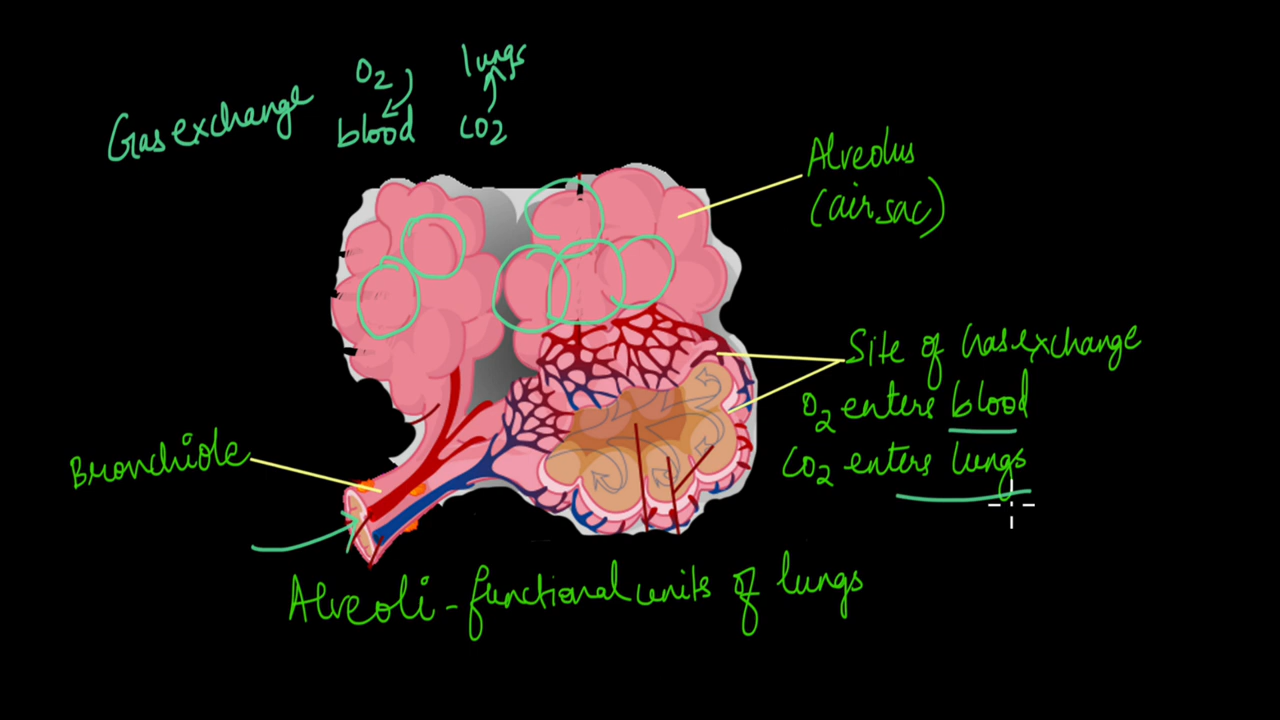 Gas exchange
O2 lungs
blood CO2
Alveolus
(air sac)
Site of Gas exchange
O2 enters blood
CO2 enters lungs
Bronchiole
Alveoli - functional units of lungs